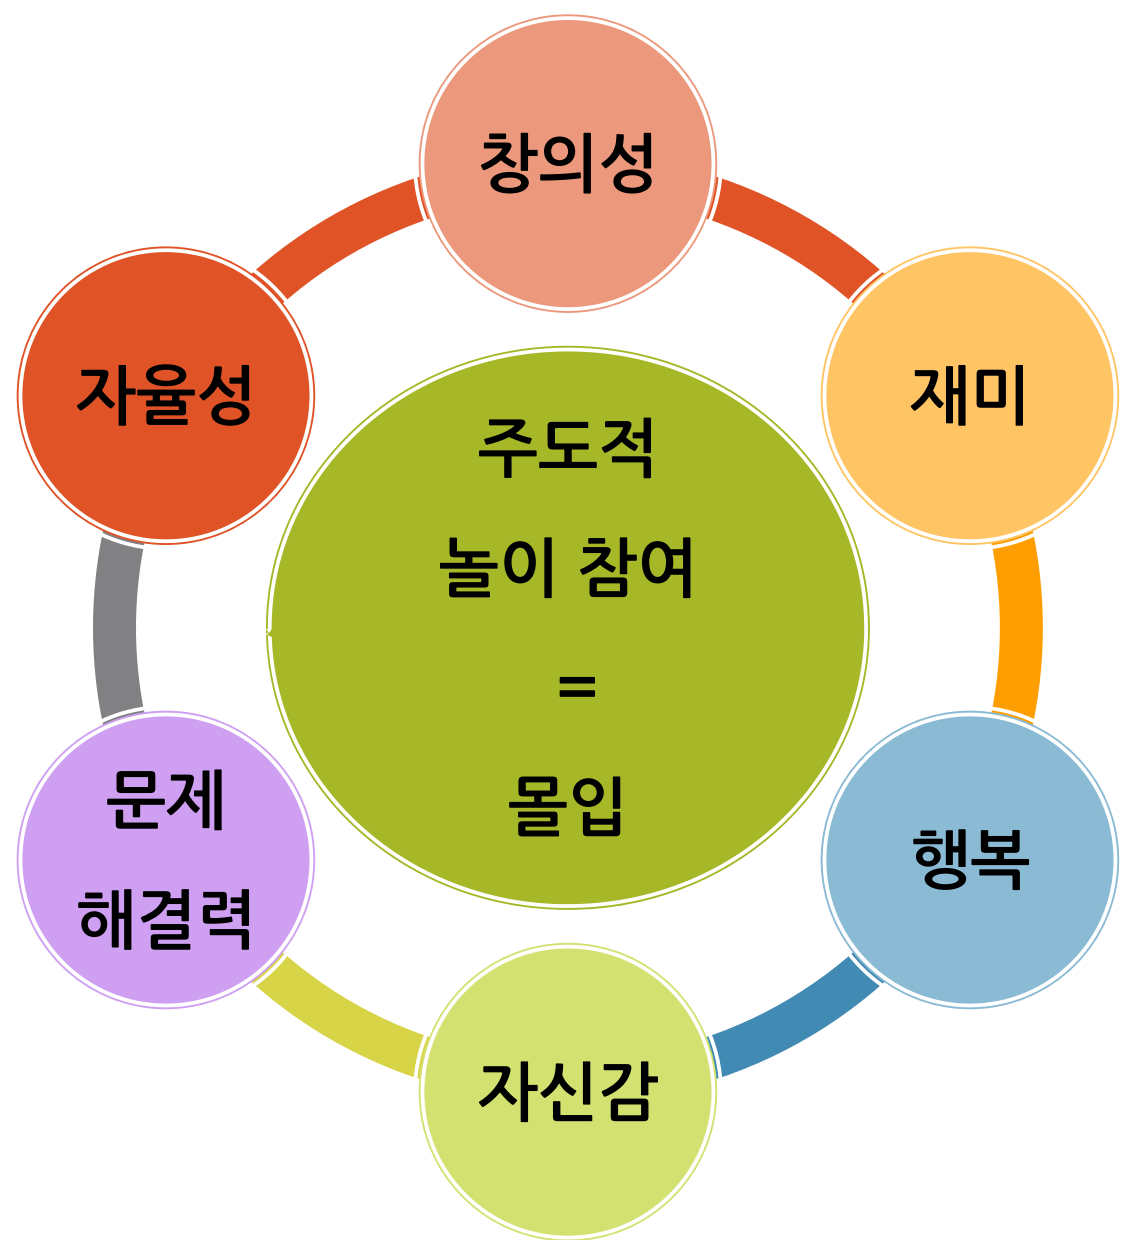 창의성
자율성
재미
주도적
놀이 참여
=
몰입
문제
해결력
행복
자신감